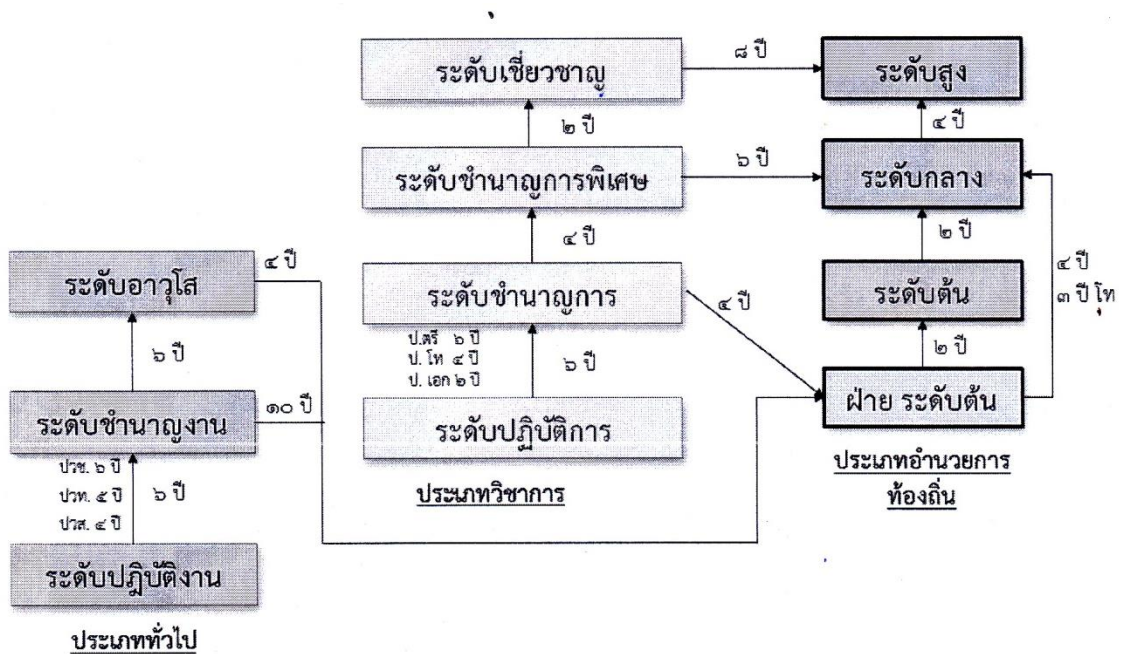 ระดับเชี่ยวชาญ
๘ ปี
ระดับสูง
๒ ปี
๔ ปี
ระดับชำนาญการพิเศษ
๖ ปี
ระดับกลาง
๔ ปี
๒ ปี
ระดับอาวุโส
๔ ปี
ระดับชำนาญการ
๔ ปี
ระดับต้น
๔ ปี
๓ ปี โท
๖ ปี
ป.ตรี ๖ ปี
ป. โท ๔ ปี
ป. เอก ๒ ปี
๖ ปี
๒ ปี
ระดับชำนาญงาน
๑๐ ปี
ระดับปฏิบัติการ
ฝ่าย ระดับต้น
ปวช. ๖ ปี
ปวท. ๕ ปี
ปวส. ๔ ปี
๖ ปี
ประเภทวิชาการ
ประเภทอำนวยการ
ท้องถิ่น
ระดับปฏิบัติงาน
ประเภททั่วไป